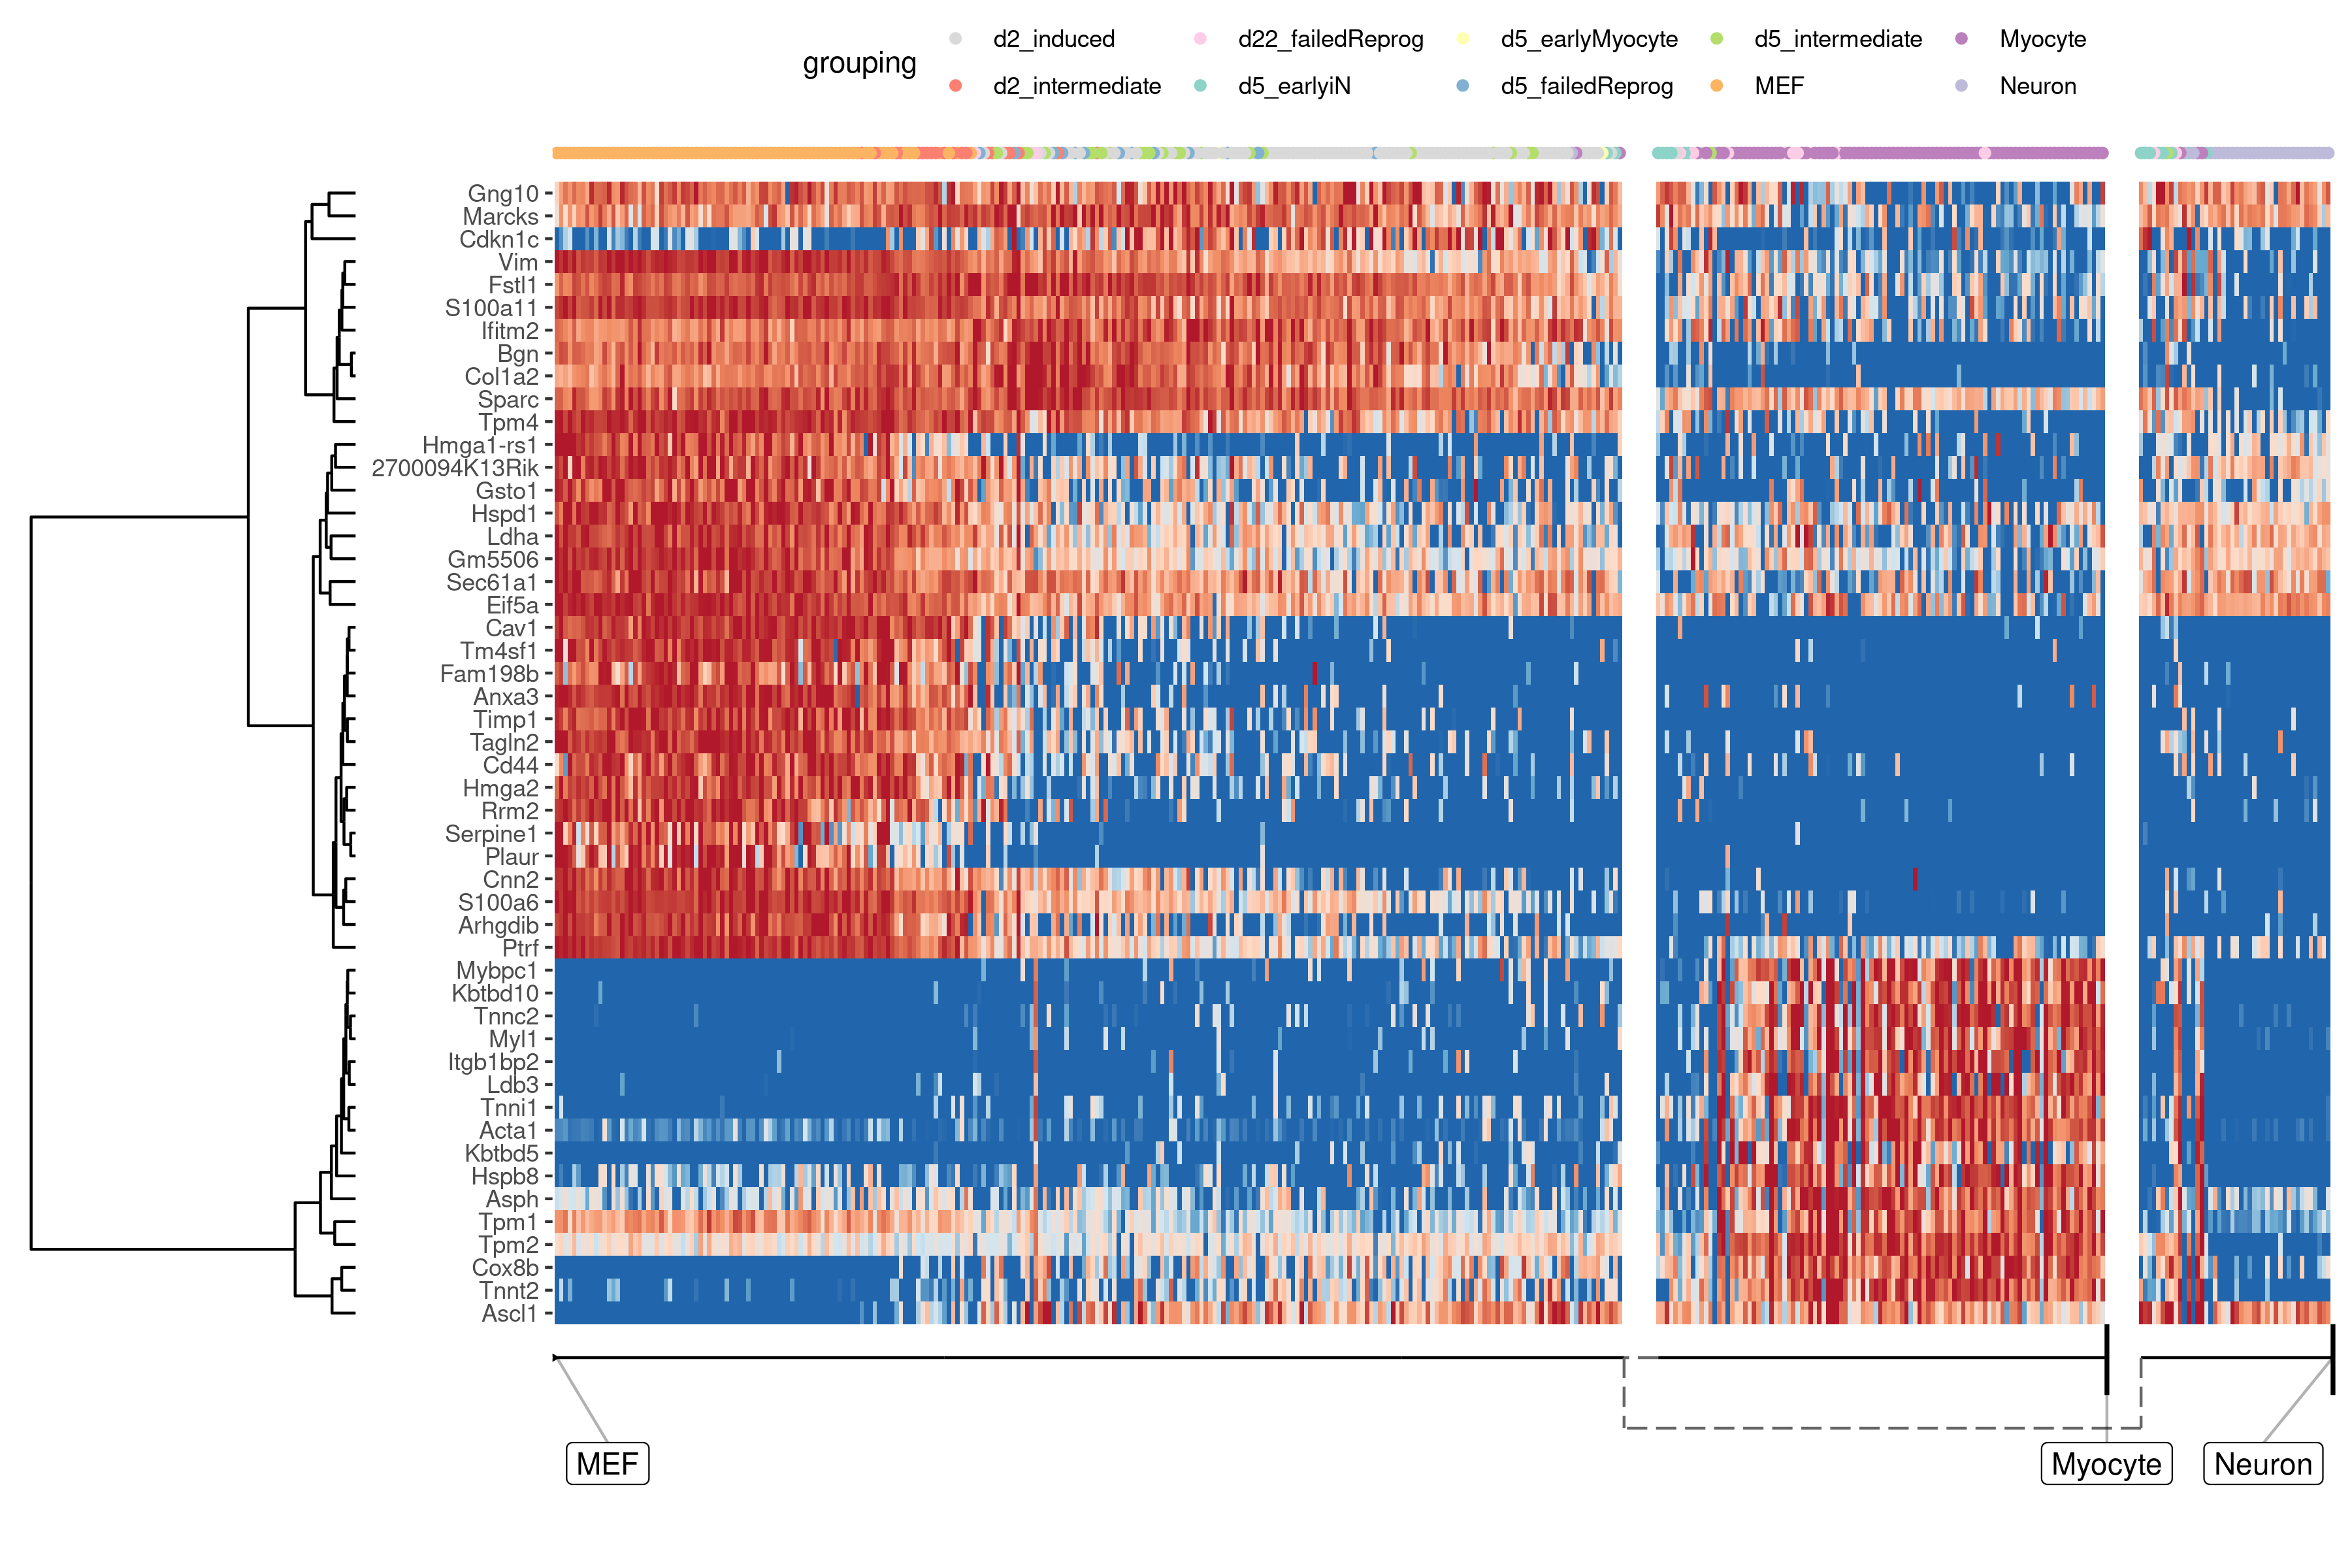 grouping
d2_induced d22_failedReprog d5_earlyMyocyte d5_intermediate Myocyte
d2_intermediate d5_earlyiN d5_failedReprog MEF Neuron
Gng10
Marcks
Cdkn1c
Vim
Fstl1
S100a11
Ifitm2
Bgn
Col1a2
Sparc
Tpm4
Hmga1-rs1
2700094K13Rik
Gsto1
Hspd1
Ldha
Gm5506
Sec61a1
Eif5a
Cav1
Tm4sf1
Fam198b
Anxa3
Timp1
Tagln2
Cd44
Hmga2
Rrm2
Serpine1
Plaur
Cnn2
S100a6
Arhgdib
Ptrf
Mybpc1
Kbtbd10
Tnnc2
Myl1
Itgb1bp2
Ldb3
Tnni1
Acta1
Kbtbd5
Hspb8
Asph
Tpm1
Tpm2
Cox8b
Tnnt2
Ascl1
MEF Myocyte Neuron